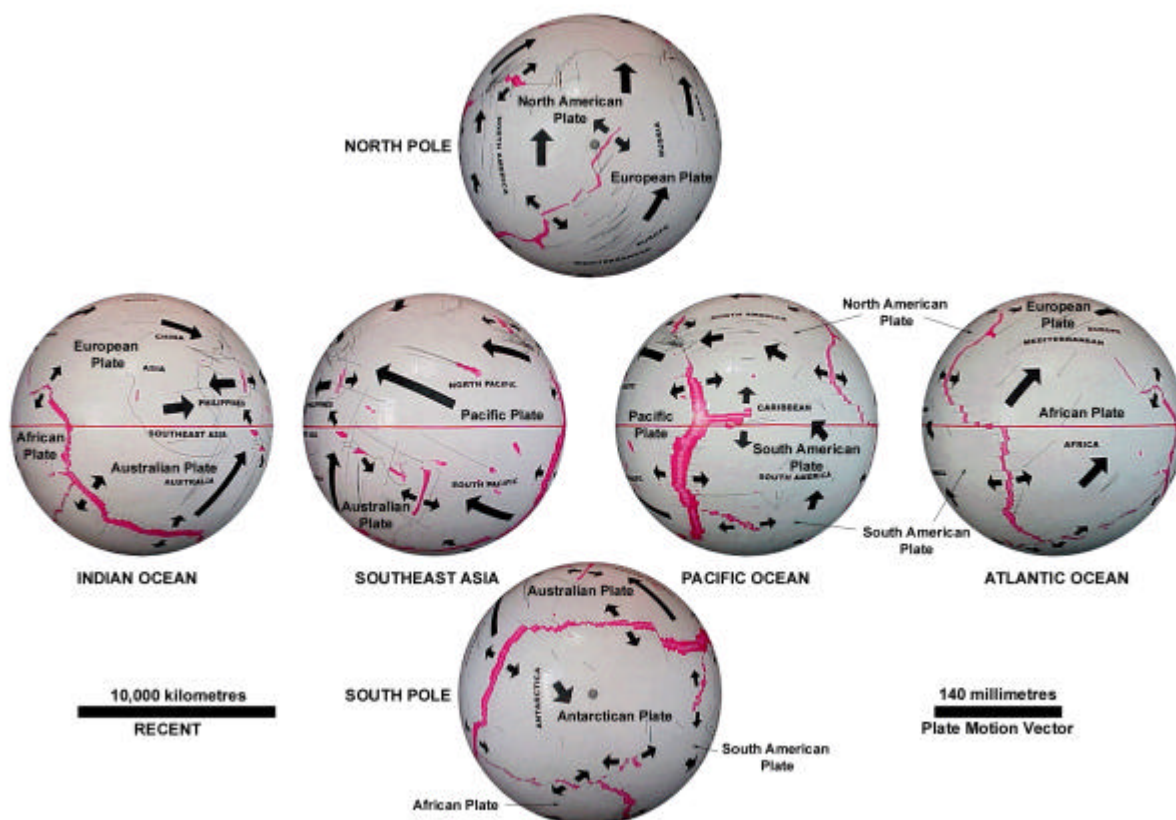 North American
Plate
NORTH AMERICA
NORTH POLE
RUSSIA
European Plate
EUROPE
MEDITERRANEAN
European
Plate
CHINA
ASIA
PHILIPPINES
African
Plate
SOUTHEAST ASIA
Australian Plate
AUSTRALIA
INDIAN OCEAN
NORTH PACIFIC
Pacific Plate
SOUTH PACIFIC
Australian
Plate
SOUTHEAST ASIA
NORTH AMERICA
North American
Plate
CARIBBEAN
Pacific
Plate
South American
Plate
SOUTH AMERICA
South American
Plate
PACIFIC OCEAN
European
Plate
EUROPE
MEDITERRANEAN
African Plate
AFRICA
ATLANTIC OCEAN
Australian Plate
ANTARCTICA
SOUTH POLE
Antarctican Plate
South American
Plate
African Plate
10,000 kilometres
RECENT
140 millimetres
Plate Motion Vector